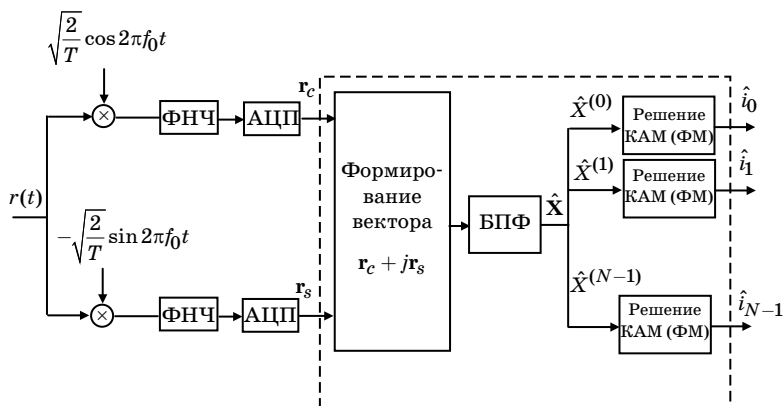 √(2/T) cos 2πf₀t
r(t)
−√(2/T) sin 2πf₀t
×
ФНЧ
АЦП
r_c
×
ФНЧ
АЦП
r_s
Формиро-
вание
вектора
r_c + jr_s
БПФ
X̂
X̂^(0)
Решение
КАМ (ФМ)
î₀
X̂^(1)
Решение
КАМ (ФМ)
î₁
X̂^(N−1)
Решение
КАМ (ФМ)
î_{N−1}